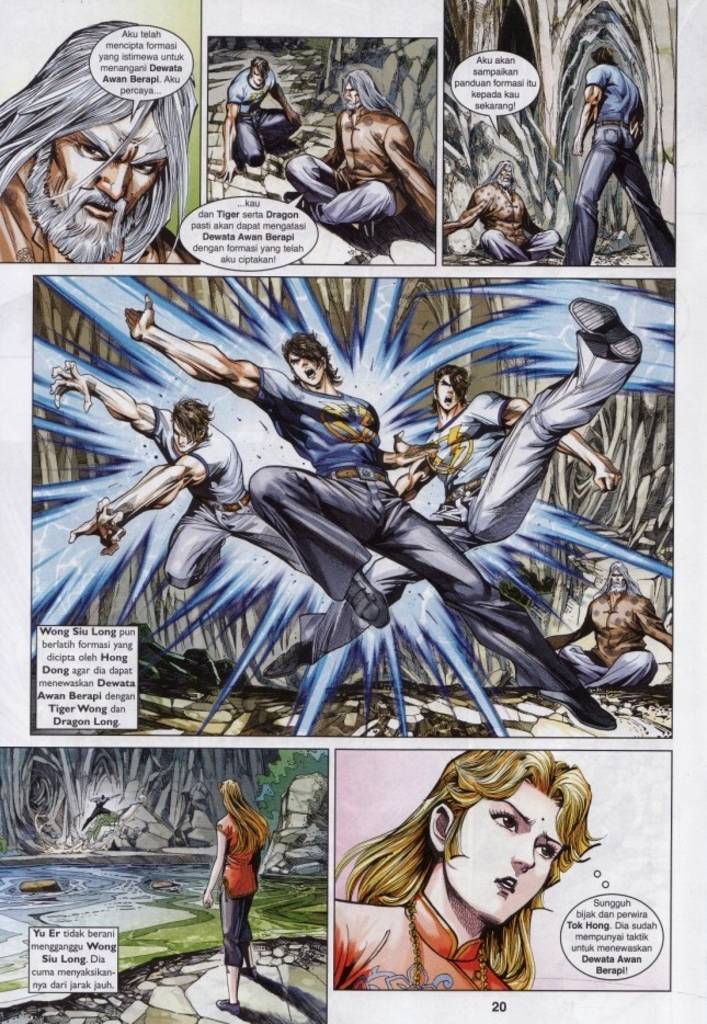 Aku telah
mencipta formasi
yang istimewa untuk
menangani Dewata
Awan Berapi. Aku
percaya...
...kau
dan Tiger serta Dragon
pasti akan dapat mengatasi
Dewata Awan Berapi
dengan formasi yang telah
aku ciptakan!
Aku akan
sampaikan
panduan formasi itu
kepada kau
sekarang!
Wong Siu Long pun
berlatih formasi yang
dicipta oleh Hong
Dong agar dia dapat
menewaskan Dewata
Awan Berapi dengan
Tiger Wong dan
Dragon Long.
Yu Er tidak berani
mengganggu Wong
Siu Long. Dia
cuma menyaksikan-
nya dari jarak jauh.
Sungguh
bijak dan perwira
Tok Hong. Dia sudah
mempunyai taktik
untuk menewaskan
Dewata Awan
Berapi!
20